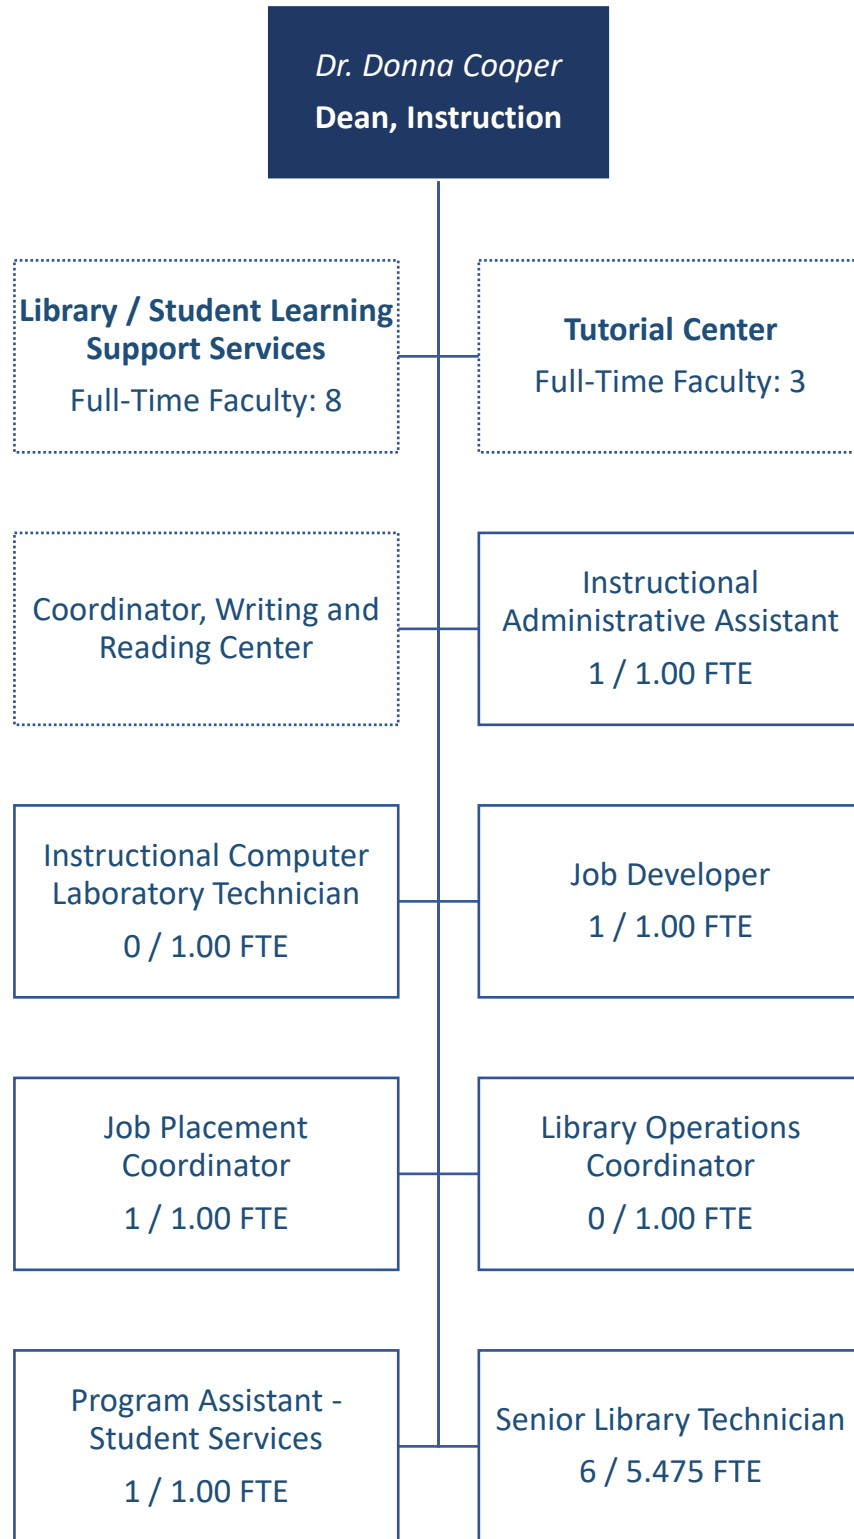 Dr. Donna Cooper
Dean, Instruction
Library / Student Learning
Support Services
Full-Time Faculty: 8
Tutorial Center
Full-Time Faculty: 3
Coordinator, Writing and
Reading Center
Instructional
Administrative Assistant
1 / 1.00 FTE
Instructional Computer
Laboratory Technician
0 / 1.00 FTE
Job Developer
1 / 1.00 FTE
Job Placement
Coordinator
1 / 1.00 FTE
Library Operations
Coordinator
0 / 1.00 FTE
Program Assistant -
Student Services
1 / 1.00 FTE
Senior Library Technician
6 / 5.475 FTE